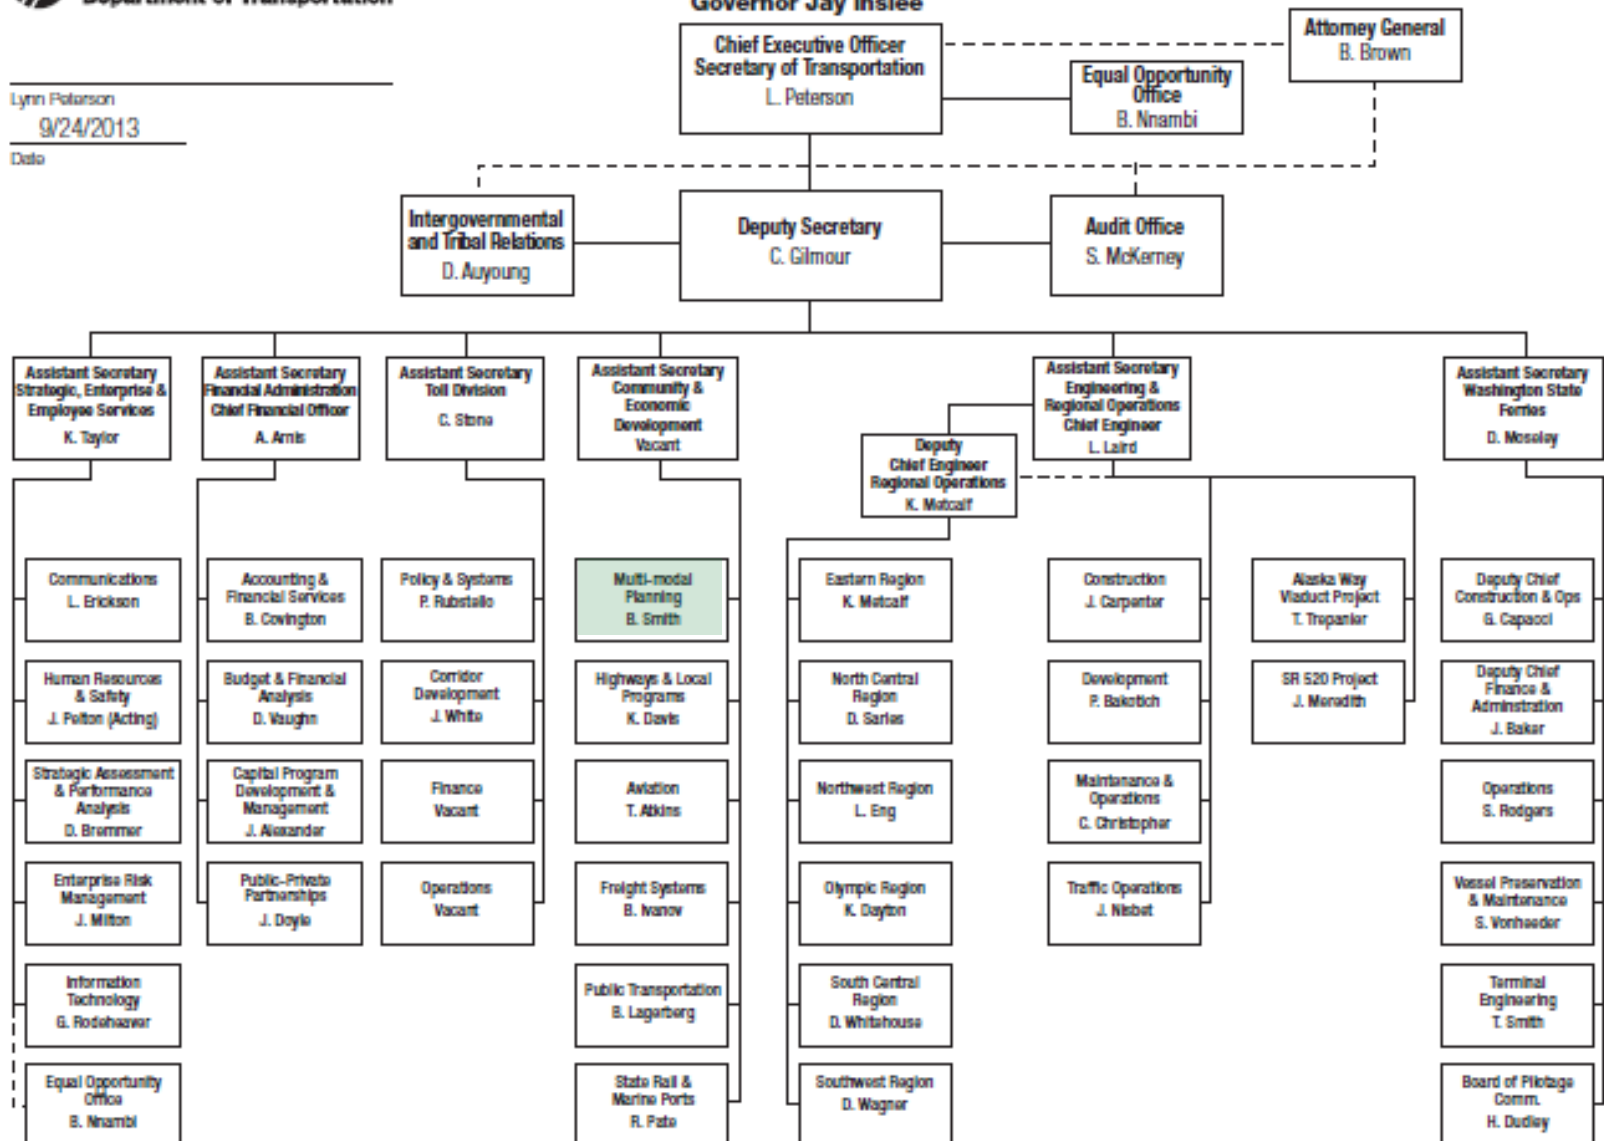 Department of Transportation
Governor Jay Inslee
Lynn Peterson
9/24/2013
Date
Chief Executive Officer
Secretary of Transportation
L. Peterson
Attorney General
B. Brown
Equal Opportunity
Office
B. Nnambi
Intergovernmental
and Tribal Relations
D. Auyoung
Deputy Secretary
C. Gilmour
Audit Office
S. McKerney
Assistant Secretary
Strategic, Enterprise &
Employee Services
K. Taylor
Assistant Secretary
Financial Administration
Chief Financial Officer
A. Arnis
Assistant Secretary
Toll Division
C. Stone
Assistant Secretary
Community &
Economic
Development
Vacant
Assistant Secretary
Engineering &
Regional Operations
Chief Engineer
L. Laird
Deputy
Chief Engineer
Regional Operations
K. Metcalf
Assistant Secretary
Washington State
Ferries
D. Moseley
Communications
L. Erickson
Human Resources
& Safety
J. Pelton (Acting)
Strategic Assessment
& Performance
Analysis
D. Bremmer
Enterprise Risk
Management
J. Milton
Information
Technology
G. Rodeheaver
Equal Opportunity
Office
B. Nnambi
Accounting &
Financial Services
B. Covington
Budget & Financial
Analysis
D. Vaughn
Capital Program
Development &
Management
J. Alexander
Public-Private
Partnerships
J. Doyle
Policy & Systems
P. Rubstello
Corridor
Development
J. White
Finance
Vacant
Operations
Vacant
Multi-modal
Planning
B. Smith
Highways & Local
Programs
K. Davis
Aviation
T. Atkins
Freight Systems
B. Ivanov
Public Transportation
B. Lagerberg
State Rail &
Marine Ports
R. Pate
Eastern Region
K. Metcalf
North Central
Region
D. Sarles
Northwest Region
L. Eng
Olympic Region
K. Dayton
South Central
Region
D. Whitehouse
Southwest Region
D. Wagner
Construction
J. Carpenter
Development
P. Bakotich
Maintenance &
Operations
C. Christopher
Traffic Operations
J. Nisbet
Alaska Way
Viaduct Project
T. Trepanier
SR 520 Project
J. Meredith
Deputy Chief
Construction & Ops
G. Capacci
Deputy Chief
Finance &
Adminstration
J. Baker
Operations
S. Rodgers
Vessel Preservation
& Maintenance
S. Vonheeder
Terminal
Engineering
T. Smith
Board of Pilotage
Comm.
H. Dudley